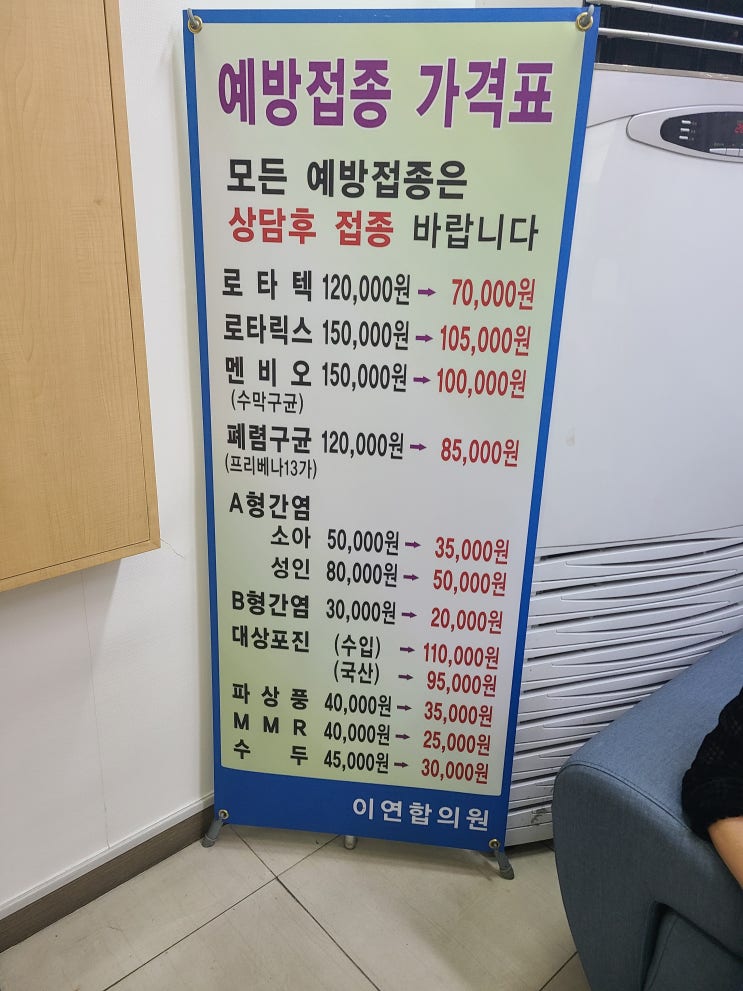 예방접종 가격표
모든 예방접종은
상담후 접종 바랍니다
로타텍 120,000원 → 70,000원
로타릭스 150,000원 → 105,000원
멘비오 150,000원 → 100,000원
(수막구균)
폐렴구균 120,000원 → 85,000원
(프리베나13가)
A형간염
소아 50,000원 → 35,000원
성인 80,000원 → 50,000원
B형간염 30,000원 → 20,000원
대상포진 (수입) → 110,000원
(국산) → 95,000원
파상풍 40,000원 → 35,000원
MMR 40,000원 → 25,000원
수두 45,000원 → 30,000원
이연합의원